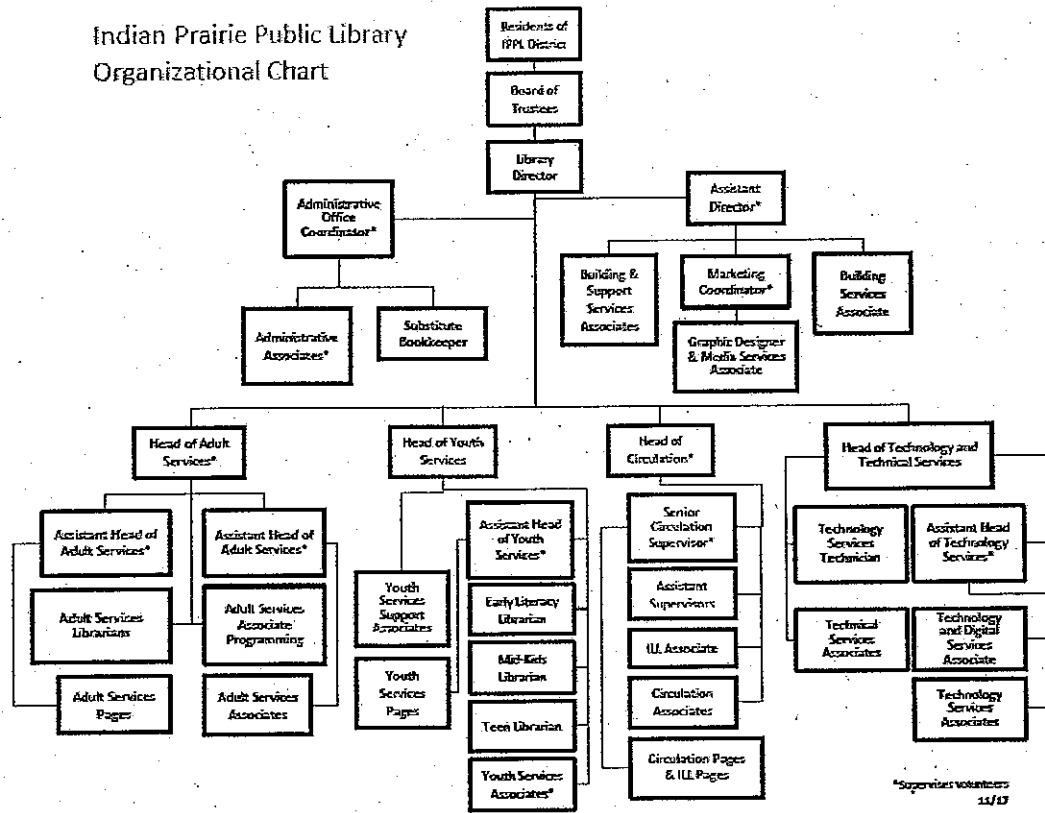 Indian Prairie Public Library
Organizational Chart
Residents of
IPPL District
Board of
Trustees
Library
Director
Administrative
Office
Coordinator*
Assistant
Director*
Building &
Support
Services
Associates
Marketing
Coordinator*
Building
Services
Associate
Administrative
Associates*
Substitute
Bookkeeper
Graphic Designer
& Media Services
Associate
Head of Adult
Services*
Head of Youth
Services
Head of
Circulation*
Head of Technology and
Technical Services
Assistant Head of
Adult Services*
Assistant Head of
Adult Services*
Adult Services
Librarians
Adult Services
Associate
Programming
Adult Services
Pages
Adult Services
Associates
Youth
Services
Support
Associates
Youth
Services
Pages
Assistant Head
of Youth
Services*
Early Literacy
Librarian
Mid-Kids
Librarian
Teen Librarian
Youth Services
Associates*
Senior
Circulation
Supervisor*
Assistant
Supervisors
ILL Associate
Circulation
Associates
Circulation Pages
& ILL Pages
Technology
Services
Technician
Assistant Head
of Technology
Services*
Technical
Services
Associates
Technology
and Digital
Services
Associate
Technology
Services
Associates
*Supervises volunteers
11/17